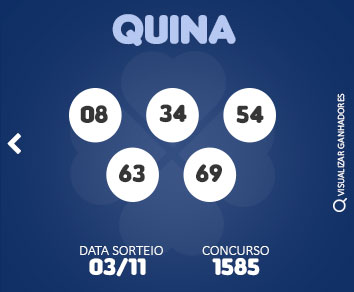 QUINA
08 34 54
63 69
DATA SORTEIO CONCURSO
03/11 1585
VISUALIZAR GANHADORES